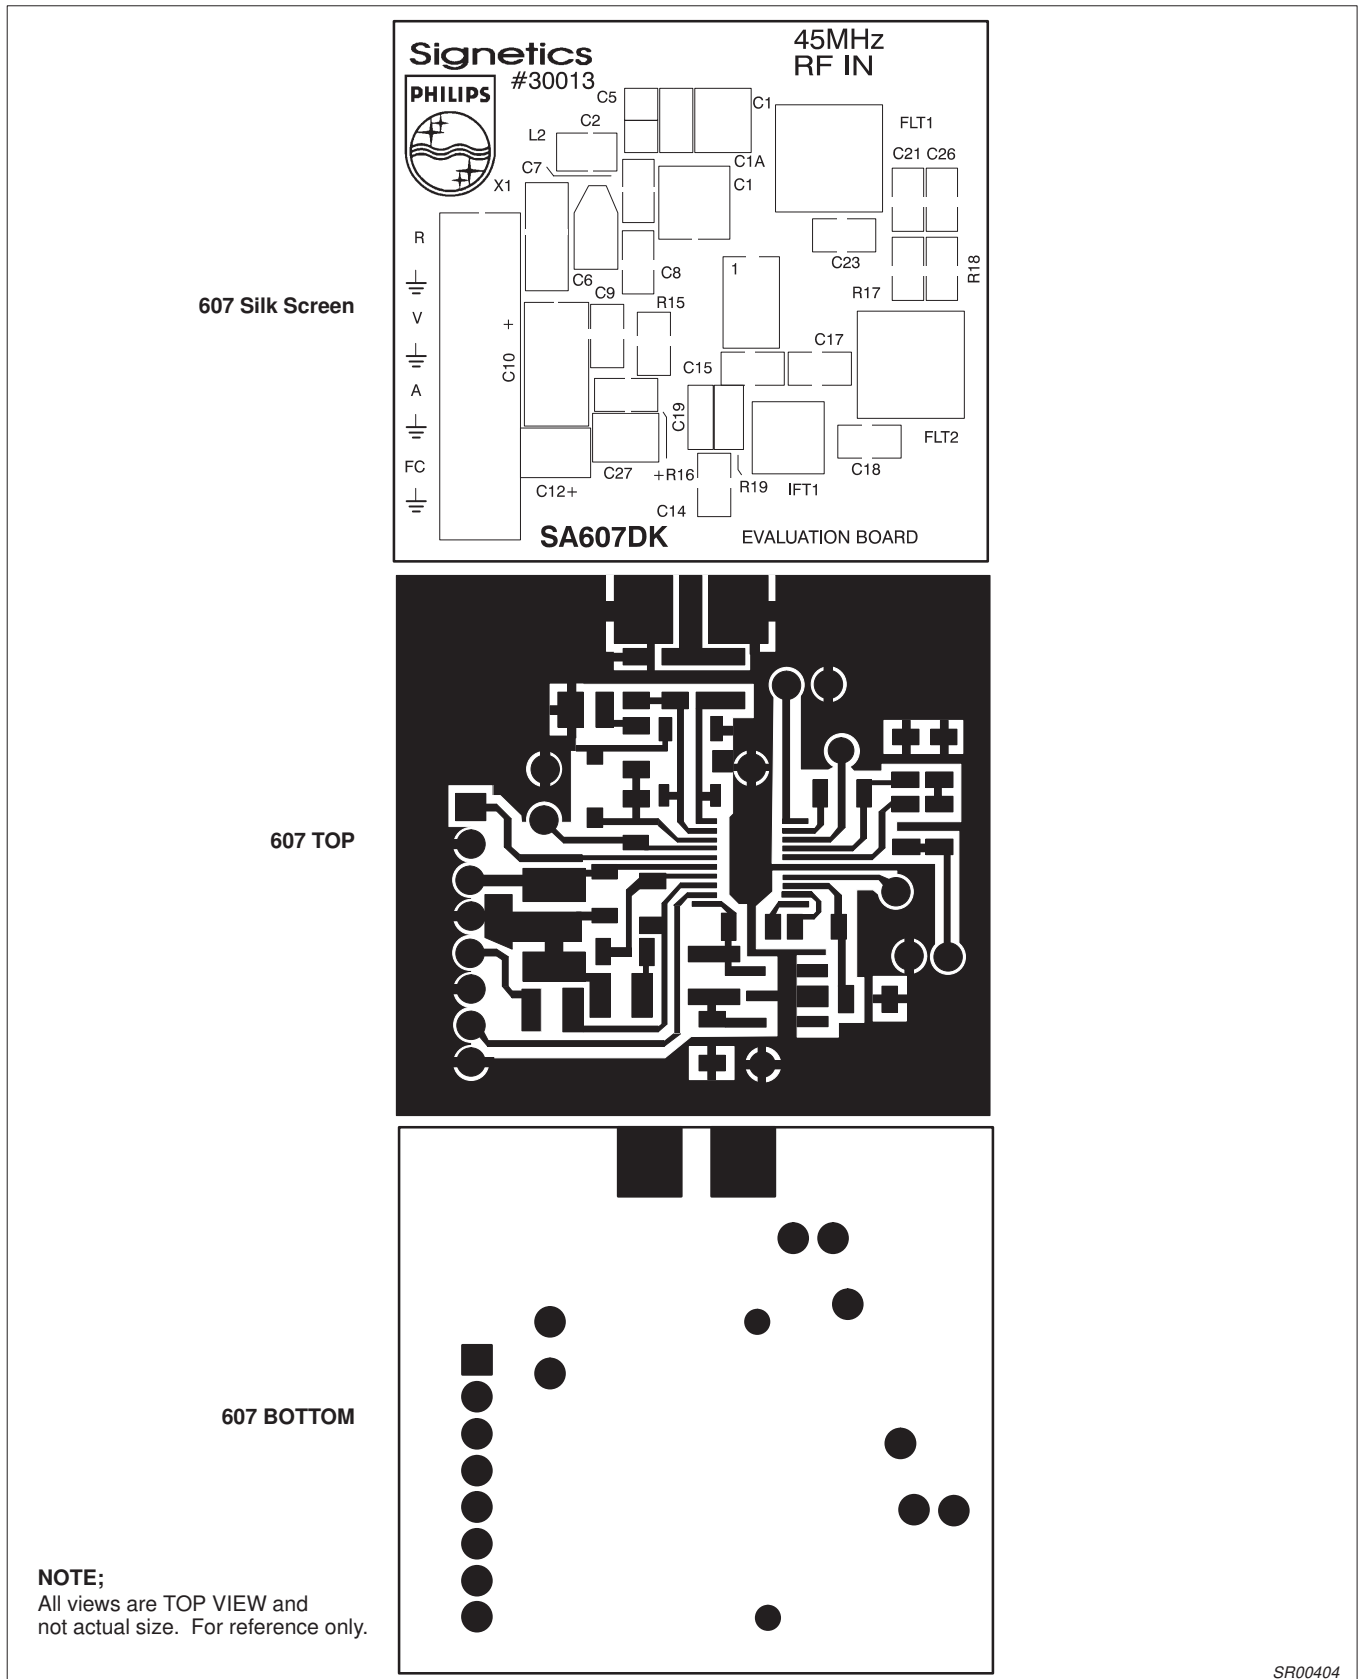 Signetics
#30013
PHILIPS
45MHz
RF IN
C5
C1
C2
L2
FLT1
C21 C26
C7
C1A
X1
C1
R
C23
R18
C6
C8
R17
C9
R15
1
607 Silk Screen
V
+
C10
C17
C15
A
C19
FLT2
FC
C27
+R16
C18
C12+
R19
IFT1
C14
SA607DK
EVALUATION BOARD
607 TOP
607 BOTTOM
NOTE;
All views are TOP VIEW and
not actual size. For reference only.
SR00404